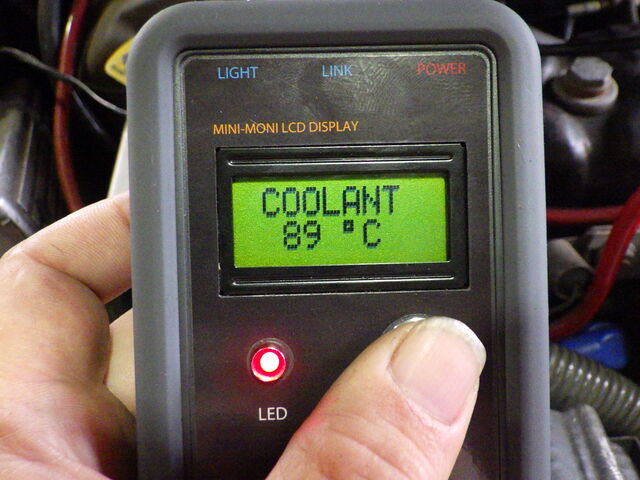 LIGHT LINK POWER
MINI-MONI LCD DISPLAY
COOLANT
89 °C
LED